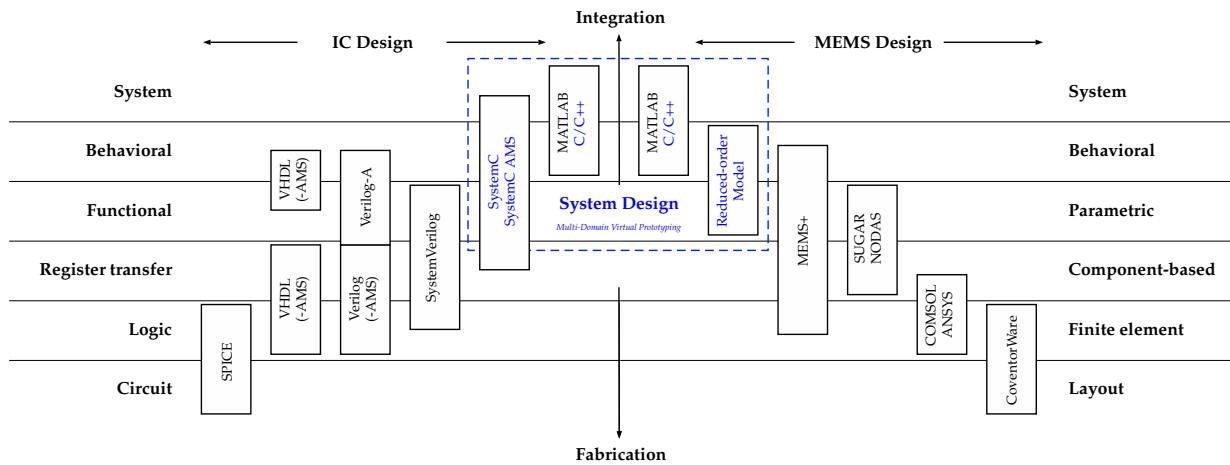 Integration
IC Design
MEMS Design
System
Behavioral
Functional
Register transfer
Logic
Circuit
SPICE
VHDL
(-AMS)
VHDL
(-AMS)
Verilog-A
Verilog
(-AMS)
SystemVerilog
SystemC
SystemC AMS
MATLAB
C/C++
MATLAB
C/C++
System Design
Multi-Domain Virtual Prototyping
Reduced-order
Model
MEMS+
SUGAR
NODAS
COMSOL
ANSYS
CoventorWare
System
Behavioral
Parametric
Component-based
Finite element
Layout
Fabrication